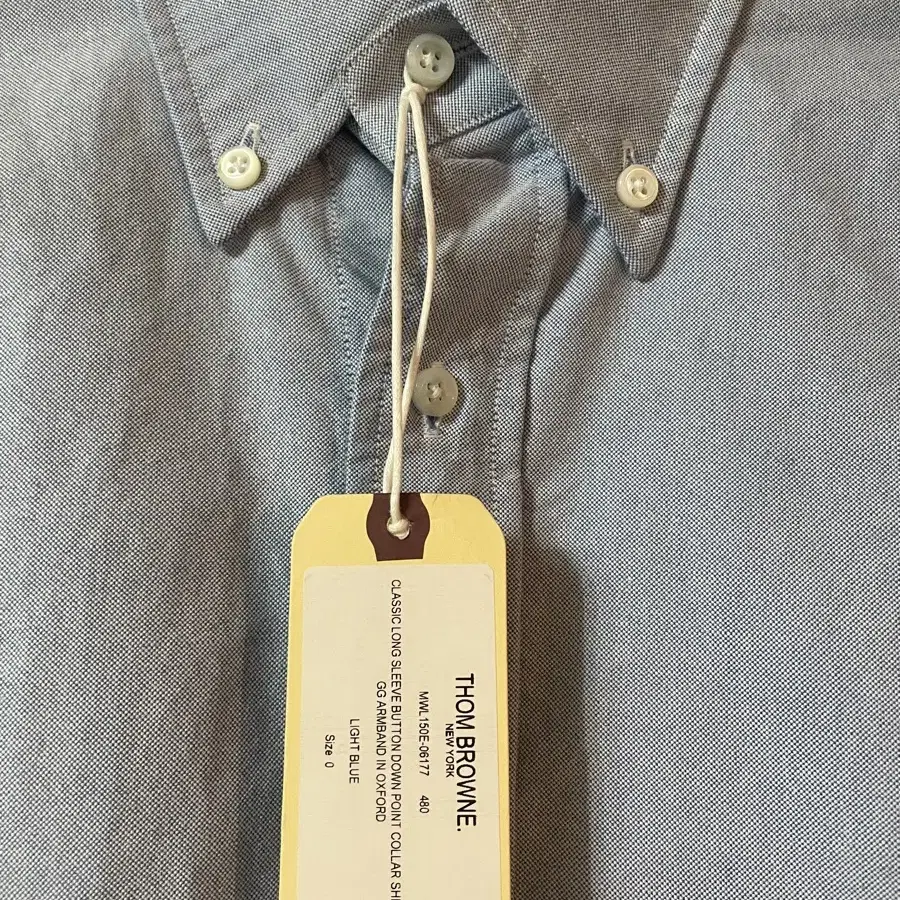 THOM BROWNE.
NEW YORK
MWL150E-06177 480
CLASSIC LONG SLEEVE BUTTON DOWN POINT COLLAR SHI
GG ARMBAND IN OXFORD
LIGHT BLUE
Size 0